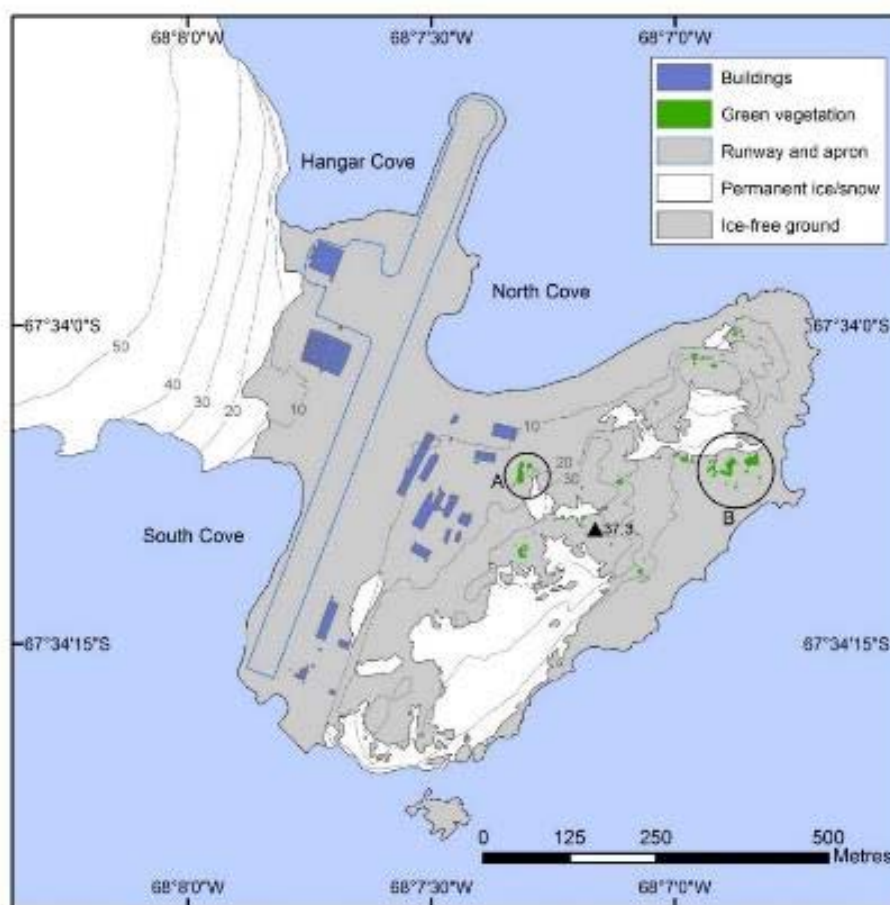 68°8'0"W 68°7'30"W 68°7'0"W
Buildings
Green vegetation
Runway and apron
Permanent ice/snow
Ice-free ground
Hangar Cove
North Cove
67°34'0"S 67°34'0"S
50
40
30
20
10
10
20
30
A
B
37.3
South Cove
67°34'15"S 67°34'15"S
0 125 250 500
Metres
68°8'0"W 68°7'30"W 68°7'0"W